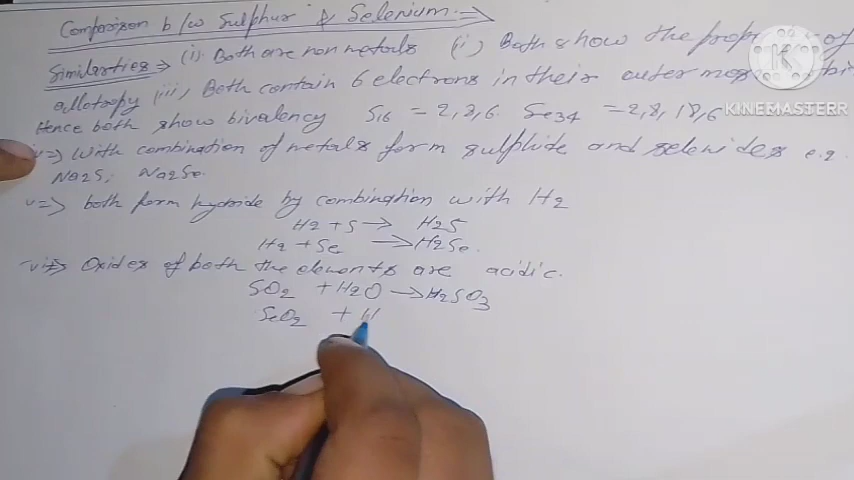 Comparison b/w Sulphur & Selenium.
Similarties (i) Both are non metals (ii) Both show the of
allotropy (iii) Both contain 6 electrons in their outer most
Hence both show bivalency S16 = 2,8,6. Se34 = 2,8,18,6
iv=> With combination of metals form sulphide and selenides e.g.
Na2S, Na2Se.
v=> both form hydride by combination with H2
H2 + S → H2S
H2 + Se → H2Se.
vi=> Oxides of both the elements are acidic.
SO2 + H2O → H2SO3
SeO2 + H
K
KINEMASTER